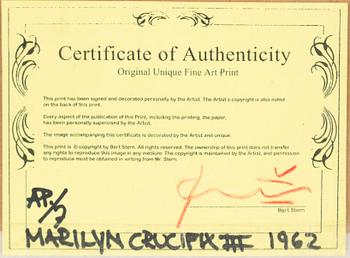 Certificate of Authenticity
Original Unique Fine Art Print
This print has been signed and decorated personally by the Artist. The Artist's copyright is also noted
on the back of this print.
Every aspect of the publication of this Print, including the printing, the paper,
has been personally supervised by the Artist.
The image accompanying this certificate is decorated by the Artist and unique.
This print is © copyright by Bert Stern. All rights reserved. The ownership of this print does not transfer
any rights to reproduce this image in any medium. The copyright is maintained by the Artist, and permission
to reproduce must be obtained in writing from Mr. Stern.
Bert Stern
AP/7
MARILYN CRUCIFIX III 1962